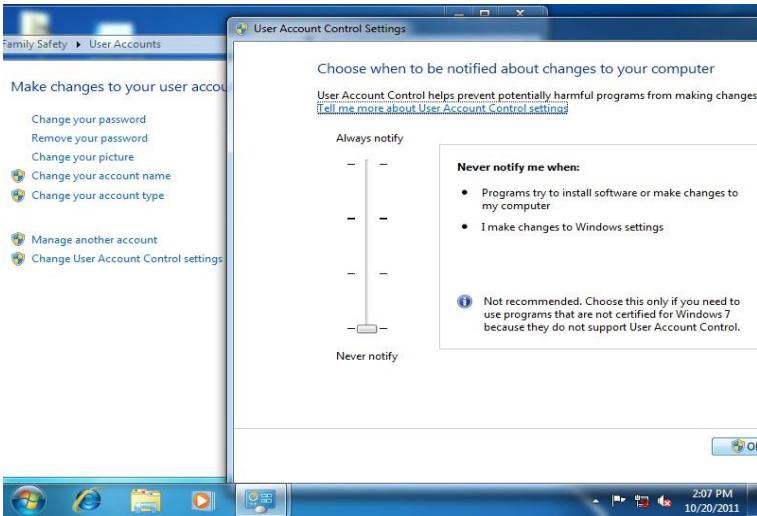 Family Safety ▸ User Accounts
Make changes to your user accou
Change your password
Remove your password
Change your picture
Change your account name
Change your account type
Manage another account
Change User Account Control settings
User Account Control Settings
Choose when to be notified about changes to your computer
User Account Control helps prevent potentially harmful programs from making changes
Tell me more about User Account Control settings
Always notify
Never notify
Never notify me when:
• Programs try to install software or make changes to
my computer
• I make changes to Windows settings
Not recommended. Choose this only if you need to
use programs that are not certified for Windows 7
because they do not support User Account Control.
OK
2:07 PM
10/20/2011